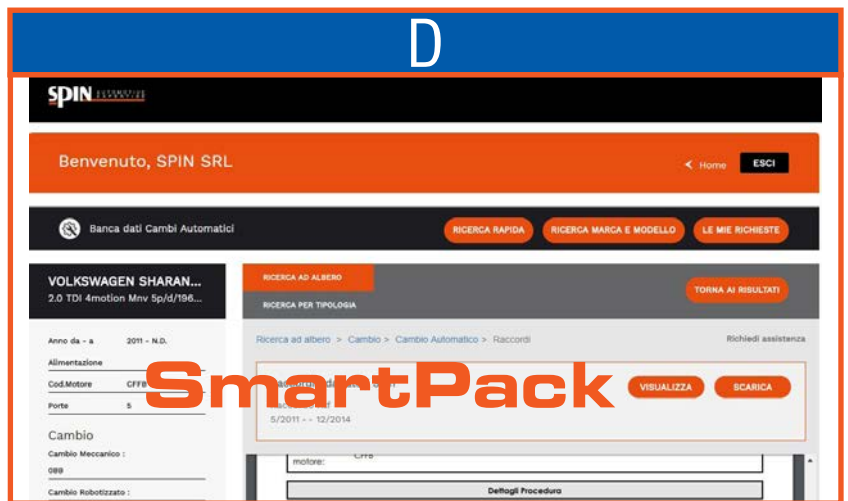 D
SPIN
Benvenuto, SPIN SRL
Home
ESCI
Banca dati Cambi Automatici
RICERCA RAPIDA
RICERCA MARCA E MODELLO
LE MIE RICHIESTE
VOLKSWAGEN SHARAN...
2.0 TDI 4motion Mnv 5p/d/196...
RICERCA AD ALBERO
RICERCA PER TIPOLOGIA
TORNA AI RISULTATI
Anno da - a 2011 - N.D.
Alimentazione
Cod.Motore CFFB
Porte 5
Cambio
Cambio Meccanico :
0BB
Cambio Robotizzato :
Ricerca ad albero > Cambio > Cambio Automatico > Raccordi
Richiedi assistenza
SmartPack
VISUALIZZA
SCARICA
5/2011 - - 12/2014
motore: CFFB
Dettagli Procedura